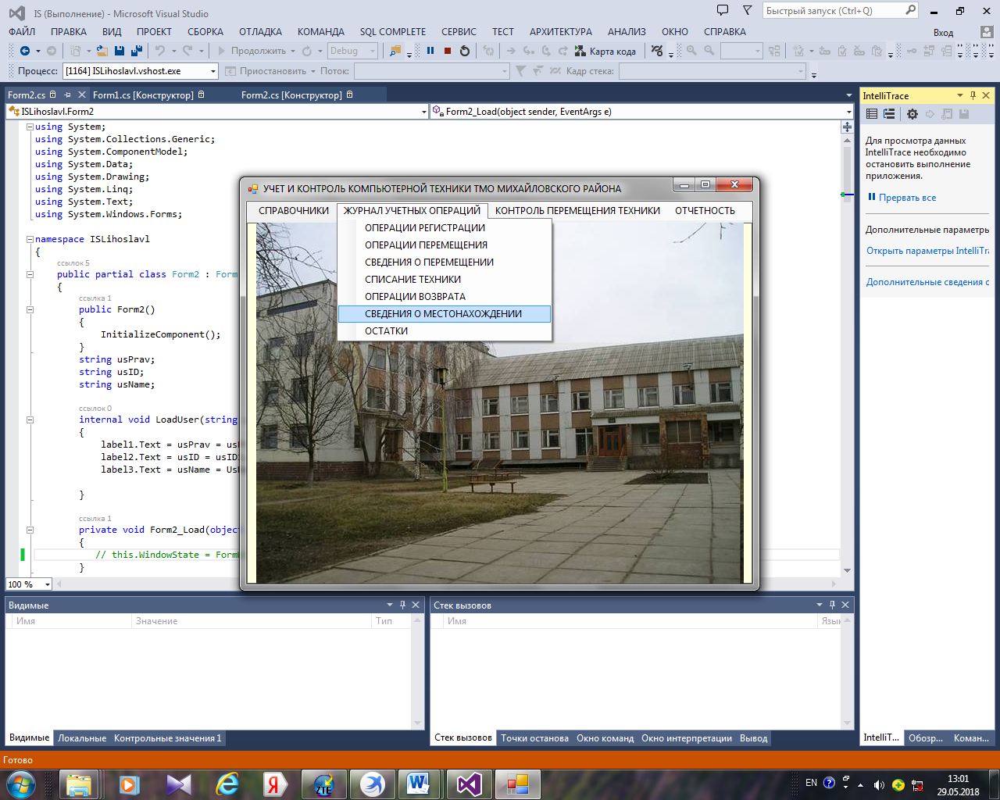 IS (Выполнение) - Microsoft Visual Studio
Быстрый запуск (Ctrl+Q)
ФАЙЛ ПРАВКА ВИД ПРОЕКТ СБОРКА ОТЛАДКА КОМАНДА SQL COMPLETE СЕРВИС ТЕСТ АРХИТЕКТУРА АНАЛИЗ ОКНО СПРАВКА Вход
Продолжить Debug Карта кода
Процесс: [1164] ISLihoslavl.vshost.exe Приостановить Поток: Кадр стека:
Form2.cs Form1.cs [Конструктор] Form2.cs [Конструктор]
ISLihoslavl.Form2 Form2_Load(object sender, EventArgs e)
using System;
using System.Collections.Generic;
using System.ComponentModel;
using System.Data;
using System.Drawing;
using System.Linq;
using System.Text;
using System.Windows.Forms;
namespace ISLihoslavl
{
ссылок 5
public partial class Form2 : Form
{
ссылка 1
public Form2()
{
InitializeComponent();
}
string usPrav;
string usID;
string usName;
ссылок 0
internal void LoadUser(string
{
label1.Text = usPrav = us
label2.Text = usID = usID
label3.Text = usName = Us
}
ссылка 1
private void Form2_Load(object
{
// this.WindowState = Form
}
100 %
УЧЕТ И КОНТРОЛЬ КОМПЬЮТЕРНОЙ ТЕХНИКИ ТМО МИХАЙЛОВСКОГО РАЙОНА
СПРАВОЧНИКИ ЖУРНАЛ УЧЕТНЫХ ОПЕРАЦИЙ КОНТРОЛЬ ПЕРЕМЕЩЕНИЯ ТЕХНИКИ ОТЧЕТНОСТЬ
ОПЕРАЦИИ РЕГИСТРАЦИИ
ОПЕРАЦИИ ПЕРЕМЕЩЕНИЯ
СВЕДЕНИЯ О ПЕРЕМЕЩЕНИИ
СПИСАНИЕ ТЕХНИКИ
ОПЕРАЦИИ ВОЗВРАТА
СВЕДЕНИЯ О МЕСТОНАХОЖДЕНИИ
ОСТАТКИ
IntelliTrace
Для просмотра данных
IntelliTrace необходимо
остановить выполнение
приложения.
Прервать все
Дополнительные параметры
Открыть параметры IntelliTra
Дополнительные сведения с
Видимые
Имя Значение Тип
Видимые Локальные Контрольные значения 1
Стек вызовов
Имя Язык
Стек вызовов Точки останова Окно команд Окно интерпретации Вывод
IntelliT... Обозр... Коман...
Готово
EN 13:01
29.05.2018